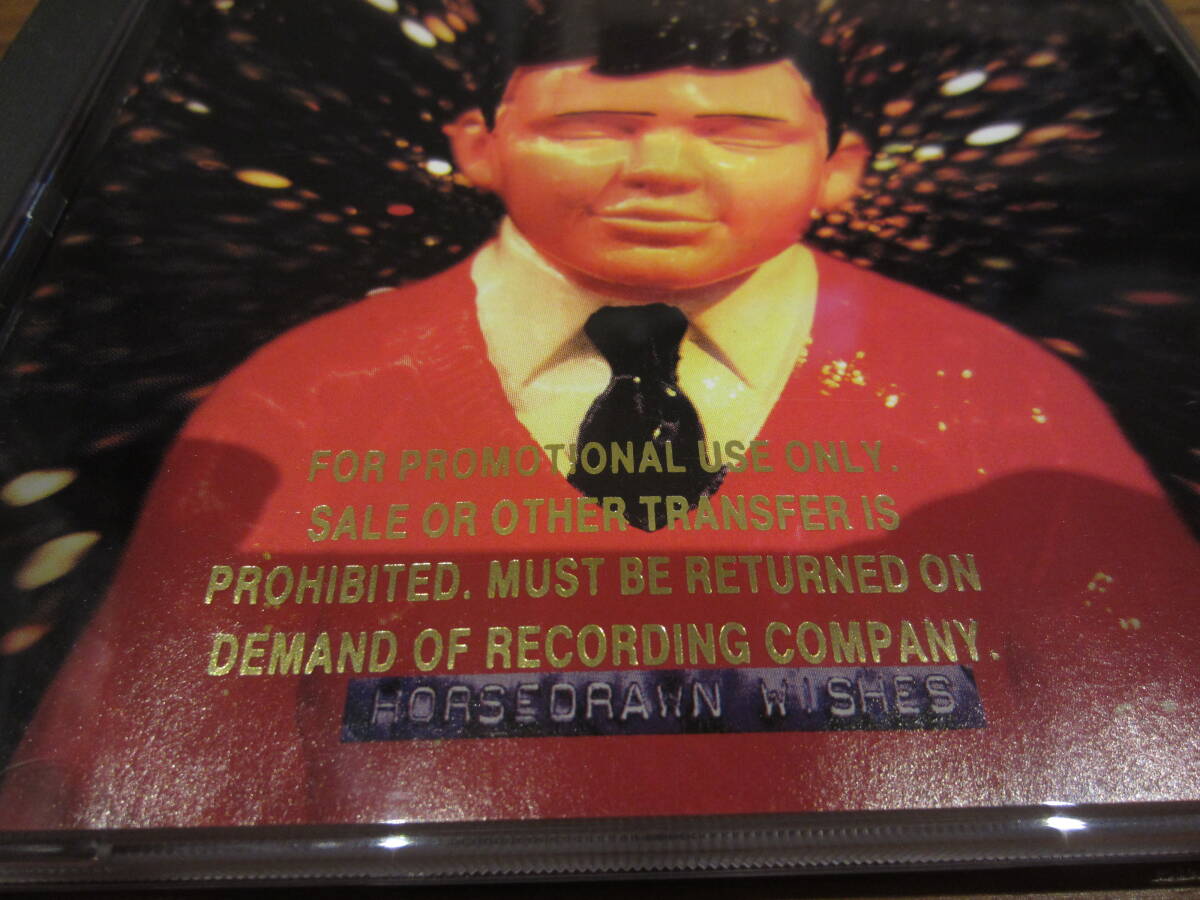 FOR PROMOTIONAL USE ONLY.
SALE OR OTHER TRANSFER IS
PROHIBITED. MUST BE RETURNED ON
DEMAND OF RECORDING COMPANY.
HORSEDRAWN WISHES